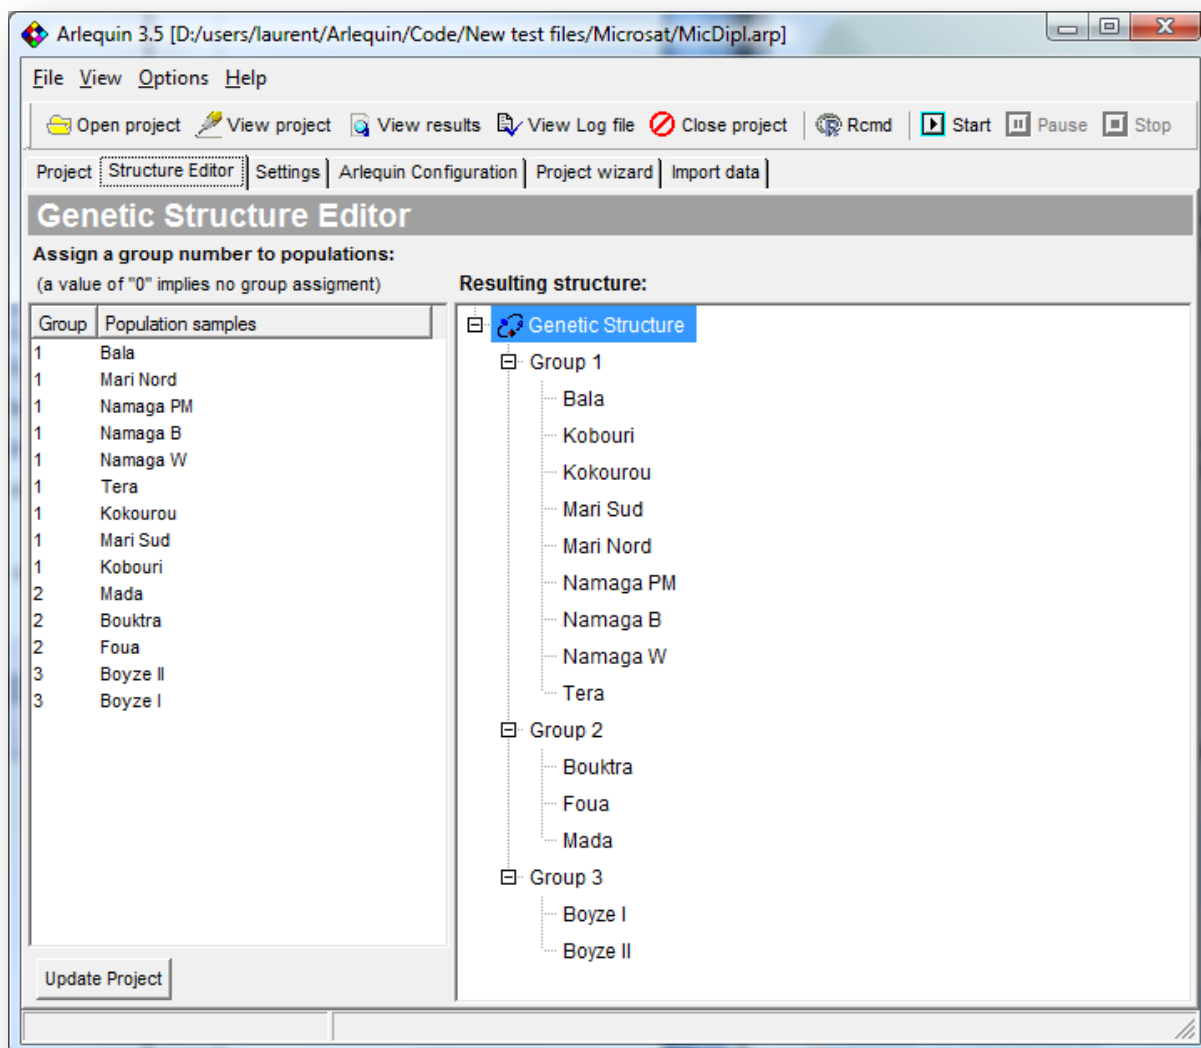 Arlequin 3.5 [D:/users/laurent/Arlequin/Code/New test files/Microsat/MicDipl.arp]
File View Options Help
Open project View project View results View Log file Close project Rcmd Start Pause Stop
Project Structure Editor Settings Arlequin Configuration Project wizard Import data
Genetic Structure Editor
Assign a group number to populations:
(a value of "0" implies no group assigment)
Group Population samples
1 Bala
1 Mari Nord
1 Namaga PM
1 Namaga B
1 Namaga W
1 Tera
1 Kokourou
1 Mari Sud
1 Kobouri
2 Mada
2 Bouktra
2 Foua
3 Boyze II
3 Boyze I
Update Project
Resulting structure:
Genetic Structure
Group 1
Bala
Kobouri
Kokourou
Mari Sud
Mari Nord
Namaga PM
Namaga B
Namaga W
Tera
Group 2
Bouktra
Foua
Mada
Group 3
Boyze I
Boyze II